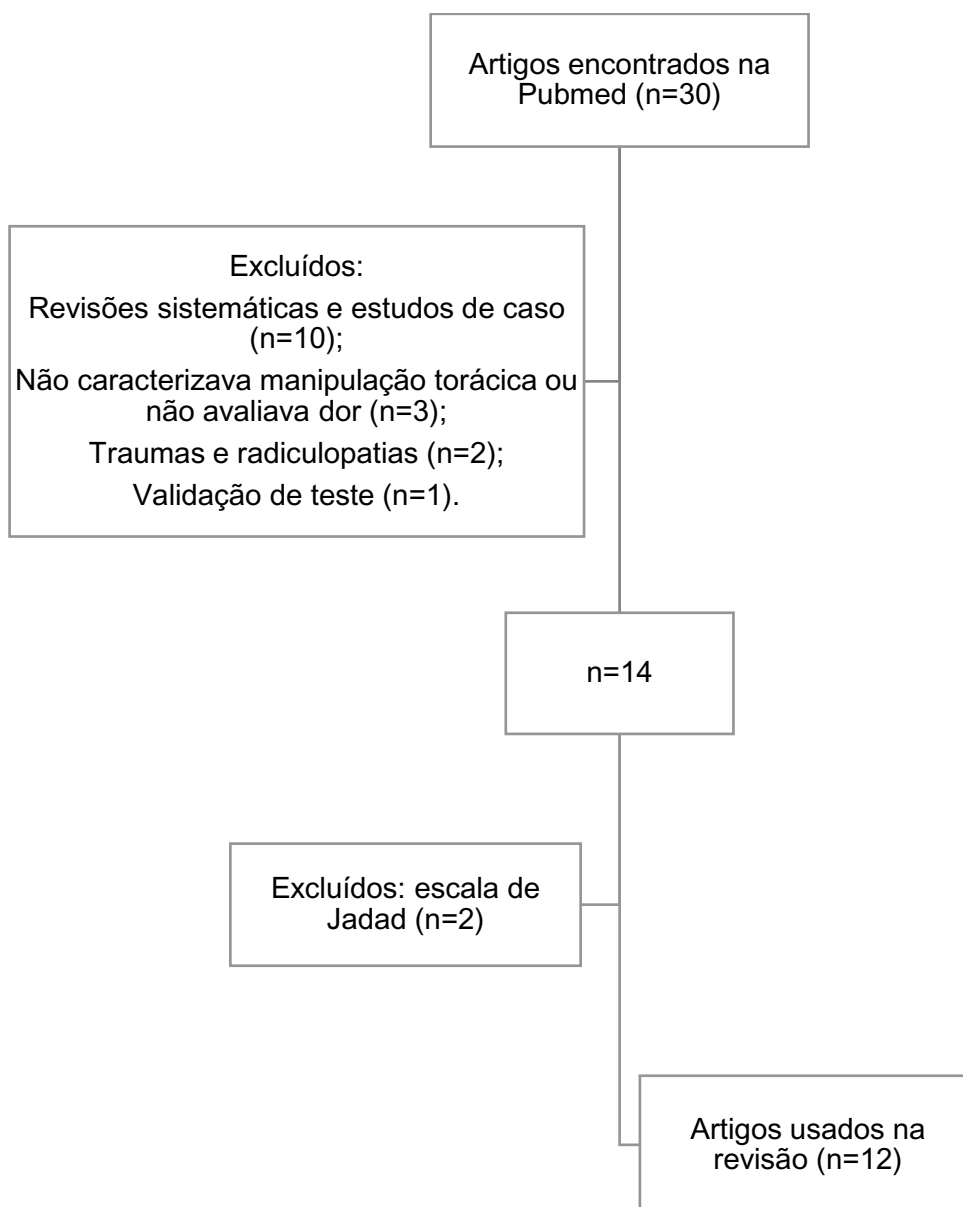 Artigos encontrados na
Pubmed (n=30)
Excluídos:
Revisões sistemáticas e estudos de caso
(n=10);
Não caracterizava manipulação torácica ou
não avaliava dor (n=3);
Traumas e radiculopatias (n=2);
Validação de teste (n=1).
n=14
Excluídos: escala de
Jadad (n=2)
Artigos usados na
revisão (n=12)